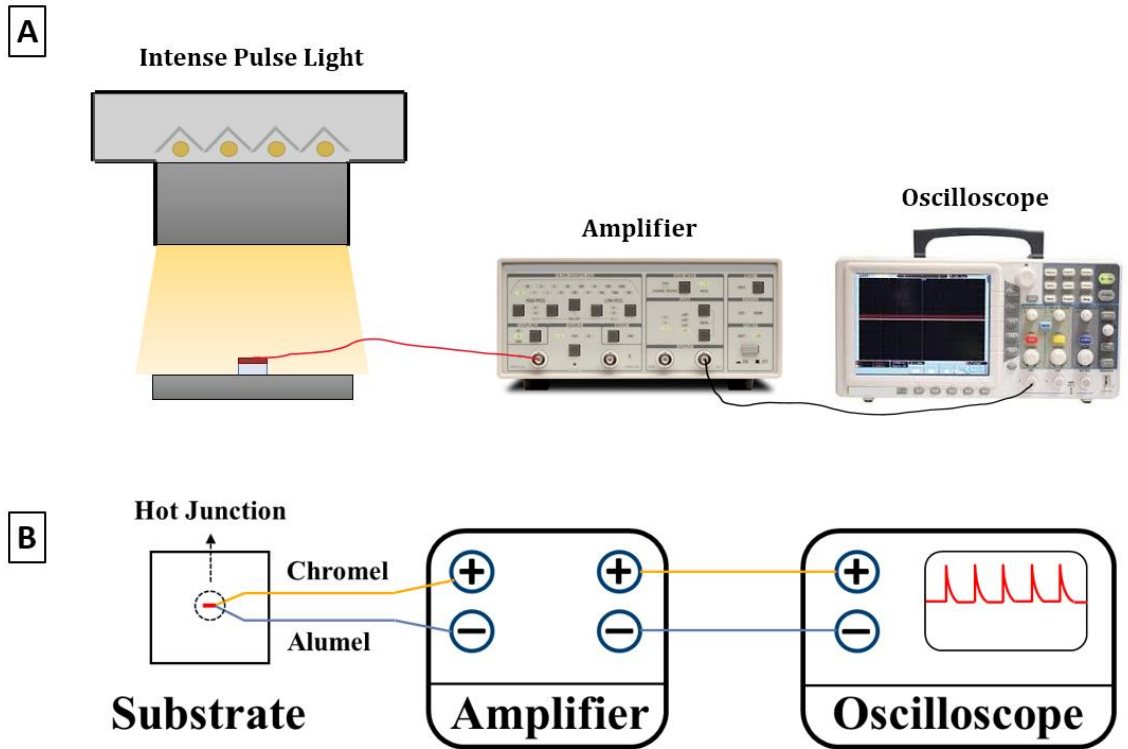 A
Intense Pulse Light
Oscilloscope
Amplifier
B
Hot Junction
Chromel
Alumel
+
+
+
−
−
−
Substrate
Amplifier
Oscilloscope